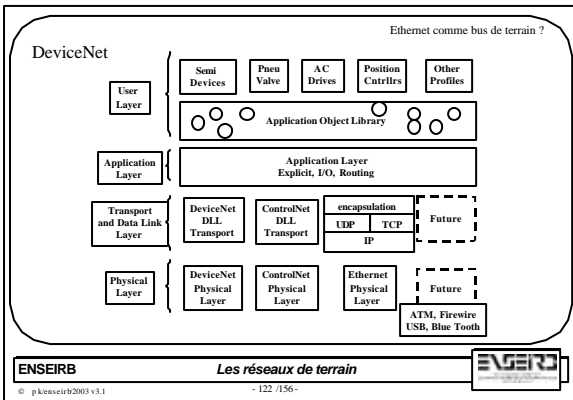 Ethernet comme bus de terrain ?
DeviceNet
User
Layer
Semi
Devices
Pneu
Valve
AC
Drives
Position
Cntrllrs
Other
Profiles
Application Object Library
Application
Layer
Application Layer
Explicit, I/O, Routing
Transport
and Data Link
Layer
DeviceNet
DLL
Transport
ControlNet
DLL
Transport
encapsulation
UDP
TCP
IP
Future
Physical
Layer
DeviceNet
Physical
Layer
ControlNet
Physical
Layer
Ethernet
Physical
Layer
Future
ATM, Firewire
USB, Blue Tooth
ENSEIRB
Les réseaux de terrain
ENSEIRB
© pk/enseirb/2003 v3.1
- 122 /156 -